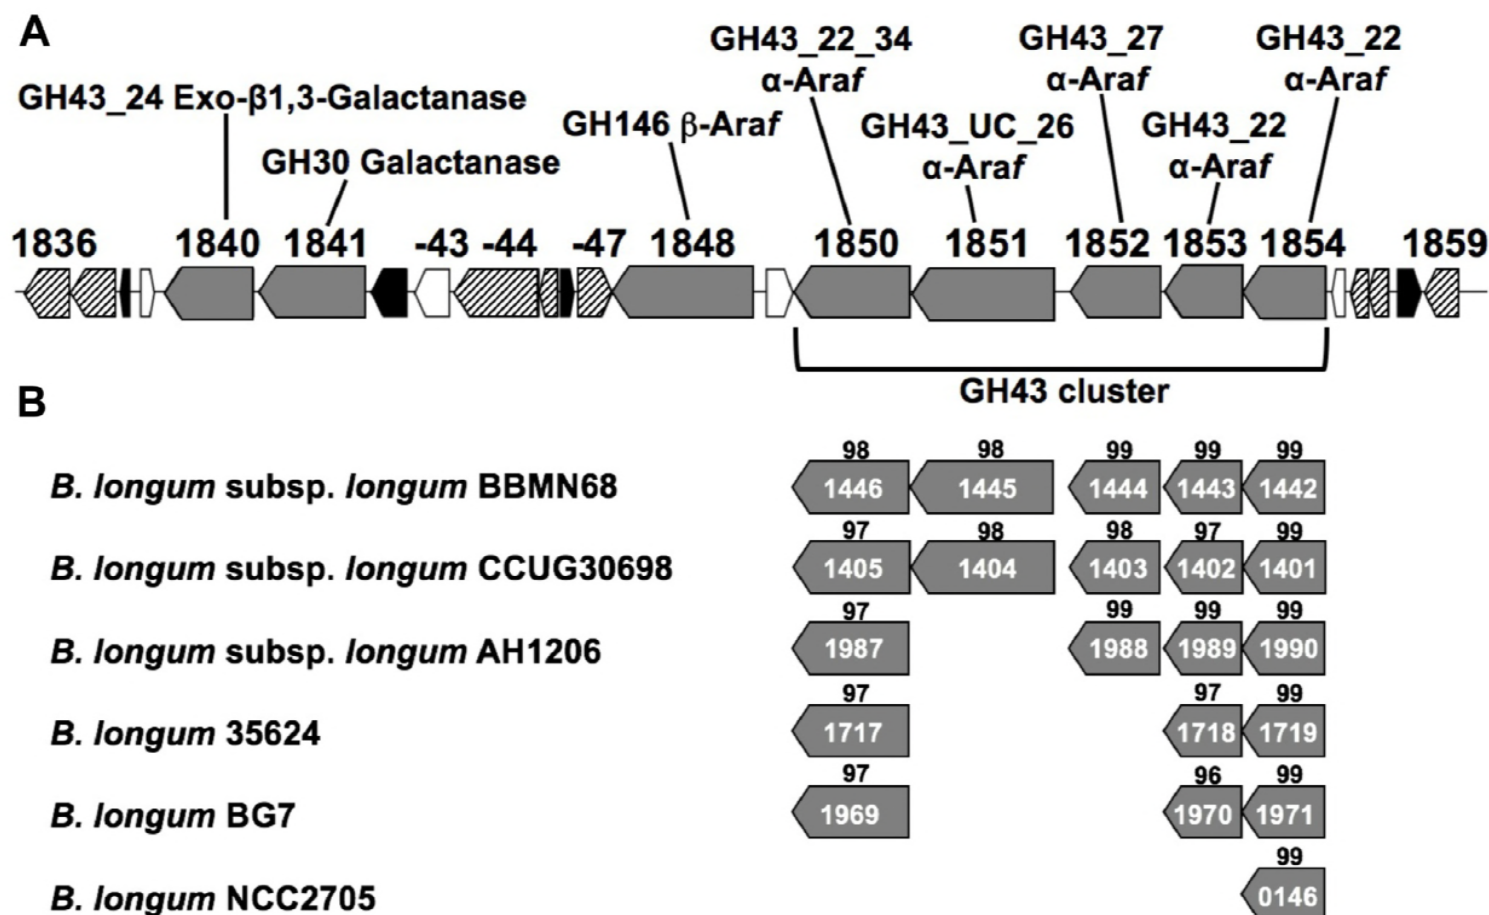 A
GH43_24 Exo-β1,3-Galactanase
GH30 Galactanase
GH146 β-Araf
GH43_22_34
α-Araf
GH43_UC_26
α-Araf
GH43_27
α-Araf
GH43_22
α-Araf
GH43_22
α-Araf
1836 1840 1841 -43 -44 -47 1848 1850 1851 1852 1853 1854 1859
GH43 cluster
B
98 98 99 99 99
B. longum subsp. longum BBMN68 1446 1445 1444 1443 1442
97 98 98 97 99
B. longum subsp. longum CCUG30698 1405 1404 1403 1402 1401
97 99 99 99
B. longum subsp. longum AH1206 1987 1988 1989 1990
97 97 99
B. longum 35624 1717 1718 1719
97 96 99
B. longum BG7 1969 1970 1971
99
B. longum NCC2705 0146